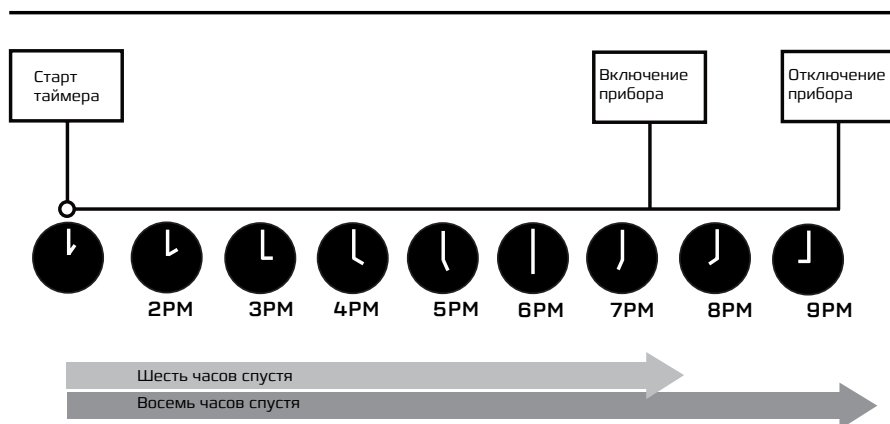 Старт
таймера
Включение
прибора
Отключение
прибора
2PM 3PM 4PM 5PM 6PM 7PM 8PM 9PM
Шесть часов спустя
Восемь часов спустя